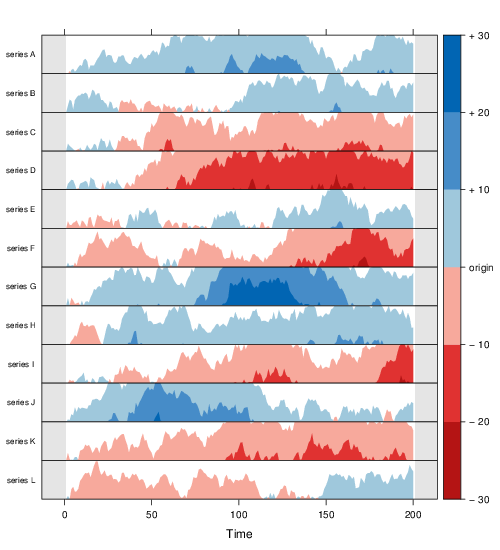 series A
series B
series C
series D
series E
series F
series G
series H
series I
series J
series K
series L
0 50 100 150 200
Time
+ 30
+ 20
+ 10
origin
− 10
− 20
− 30